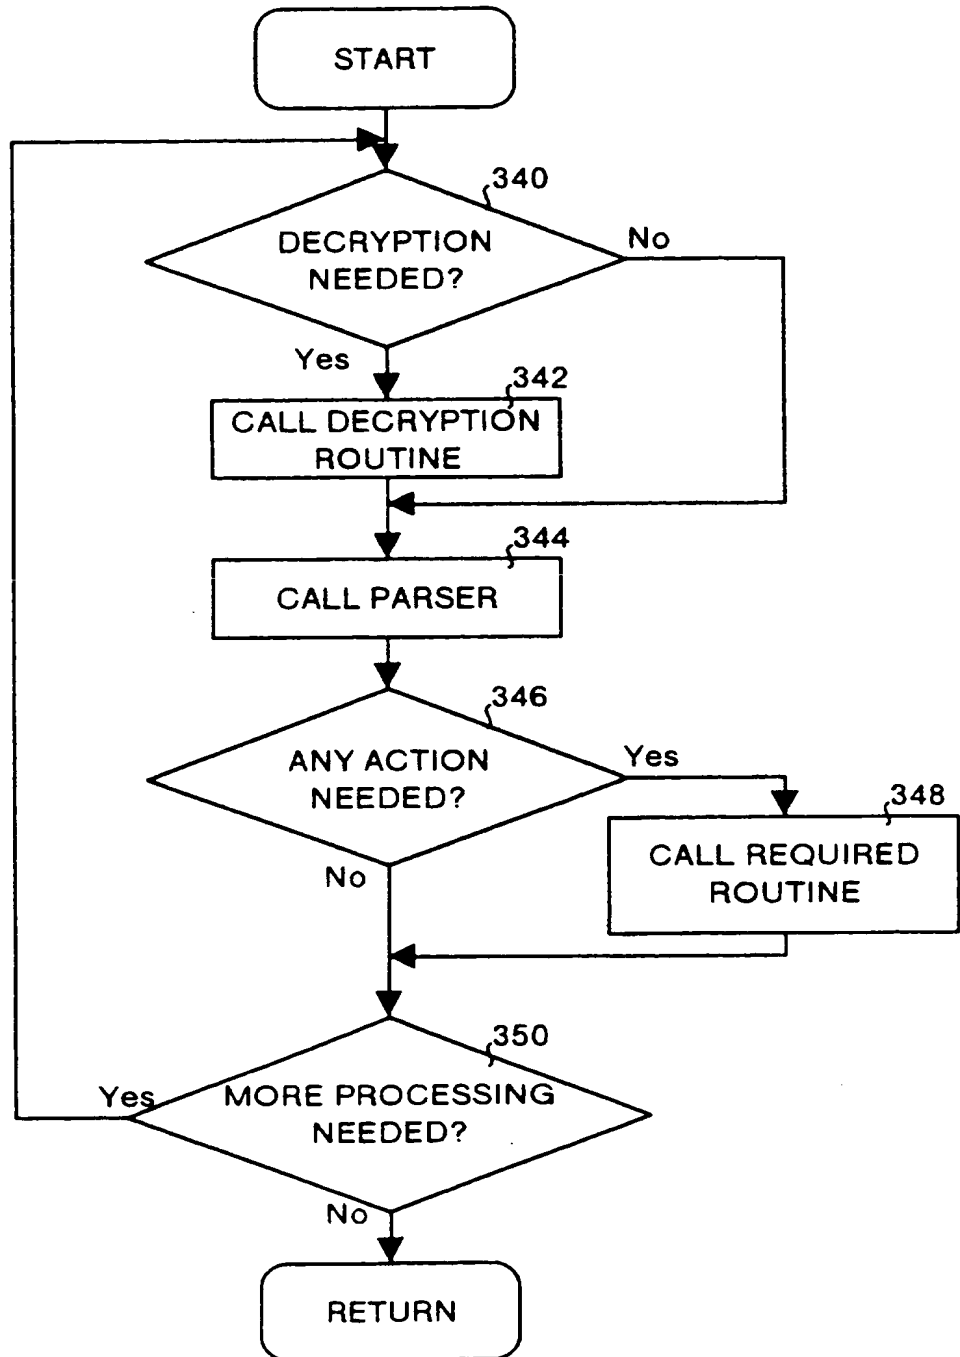 START
340
DECRYPTION
NEEDED?
No
Yes
342
CALL DECRYPTION
ROUTINE
344
CALL PARSER
346
ANY ACTION
NEEDED?
Yes
348
CALL REQUIRED
ROUTINE
No
350
Yes
MORE PROCESSING
NEEDED?
No
RETURN